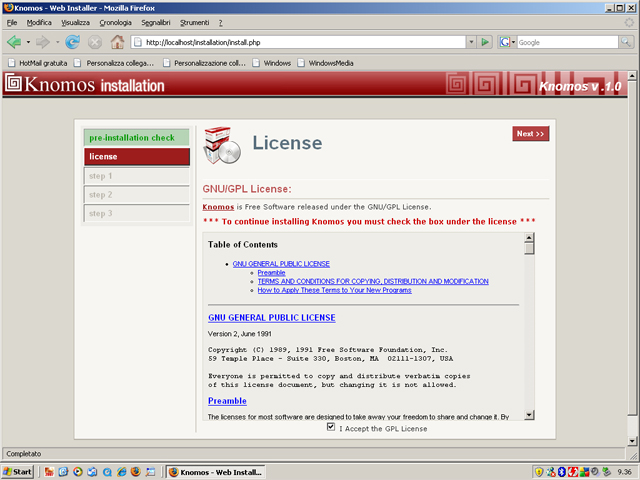 Knomos - Web Installer - Mozilla Firefox
File Modifica Visualizza Cronologia Segnalibri Strumenti ?
http://localhost/installation/install.php
Google
HotMail gratuita Personalizza collega... Personalizzazione coll... Windows WindowsMedia
Knomos installation
Knomos v .1.0
pre-installation check
license
step 1
step 2
step 3
License
Next >>
GNU/GPL License:
Knomos is Free Software released under the GNU/GPL License.
*** To continue installing Knomos you must check the box under the license ***
Table of Contents
GNU GENERAL PUBLIC LICENSE
Preamble
TERMS AND CONDITIONS FOR COPYING, DISTRIBUTION AND MODIFICATION
How to Apply These Terms to Your New Programs
GNU GENERAL PUBLIC LICENSE
Version 2, June 1991
Copyright (C) 1989, 1991 Free Software Foundation, Inc.
59 Temple Place - Suite 330, Boston, MA 02111-1307, USA
Everyone is permitted to copy and distribute verbatim copies
of this license document, but changing it is not allowed.
Preamble
The licenses for most software are designed to take away your freedom to share and change it. By
I Accept the GPL License
Completato
Start
Knomos - Web Install...
9.36